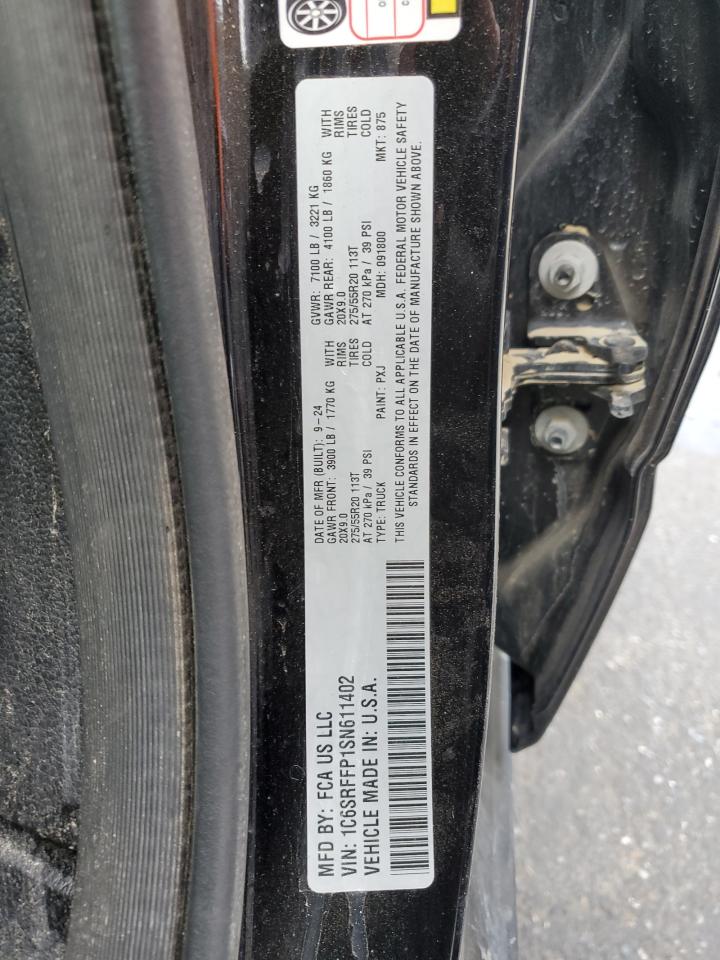 MFD BY: FCA US LLC
VIN: 1C6SRFFP1SN611402
VEHICLE MADE IN: U.S.A.
DATE OF MFR (BUILT): 9-24
GVWR: 7100 LB / 3221 KG
GAWR FRONT: 3900 LB / 1770 KG WITH
GAWR REAR: 4100 LB / 1860 KG WITH
20X9.0 RIMS
20X9.0 RIMS
275/55R20 113T TIRES
275/55R20 113T TIRES
AT 270 kPa / 39 PSI COLD
AT 270 kPa / 39 PSI COLD
TYPE: TRUCK PAINT: PXJ MDH: 091800 MKT: 875
THIS VEHICLE CONFORMS TO ALL APPLICABLE U.S.A. FEDERAL MOTOR VEHICLE SAFETY
STANDARDS IN EFFECT ON THE DATE OF MANUFACTURE SHOWN ABOVE.